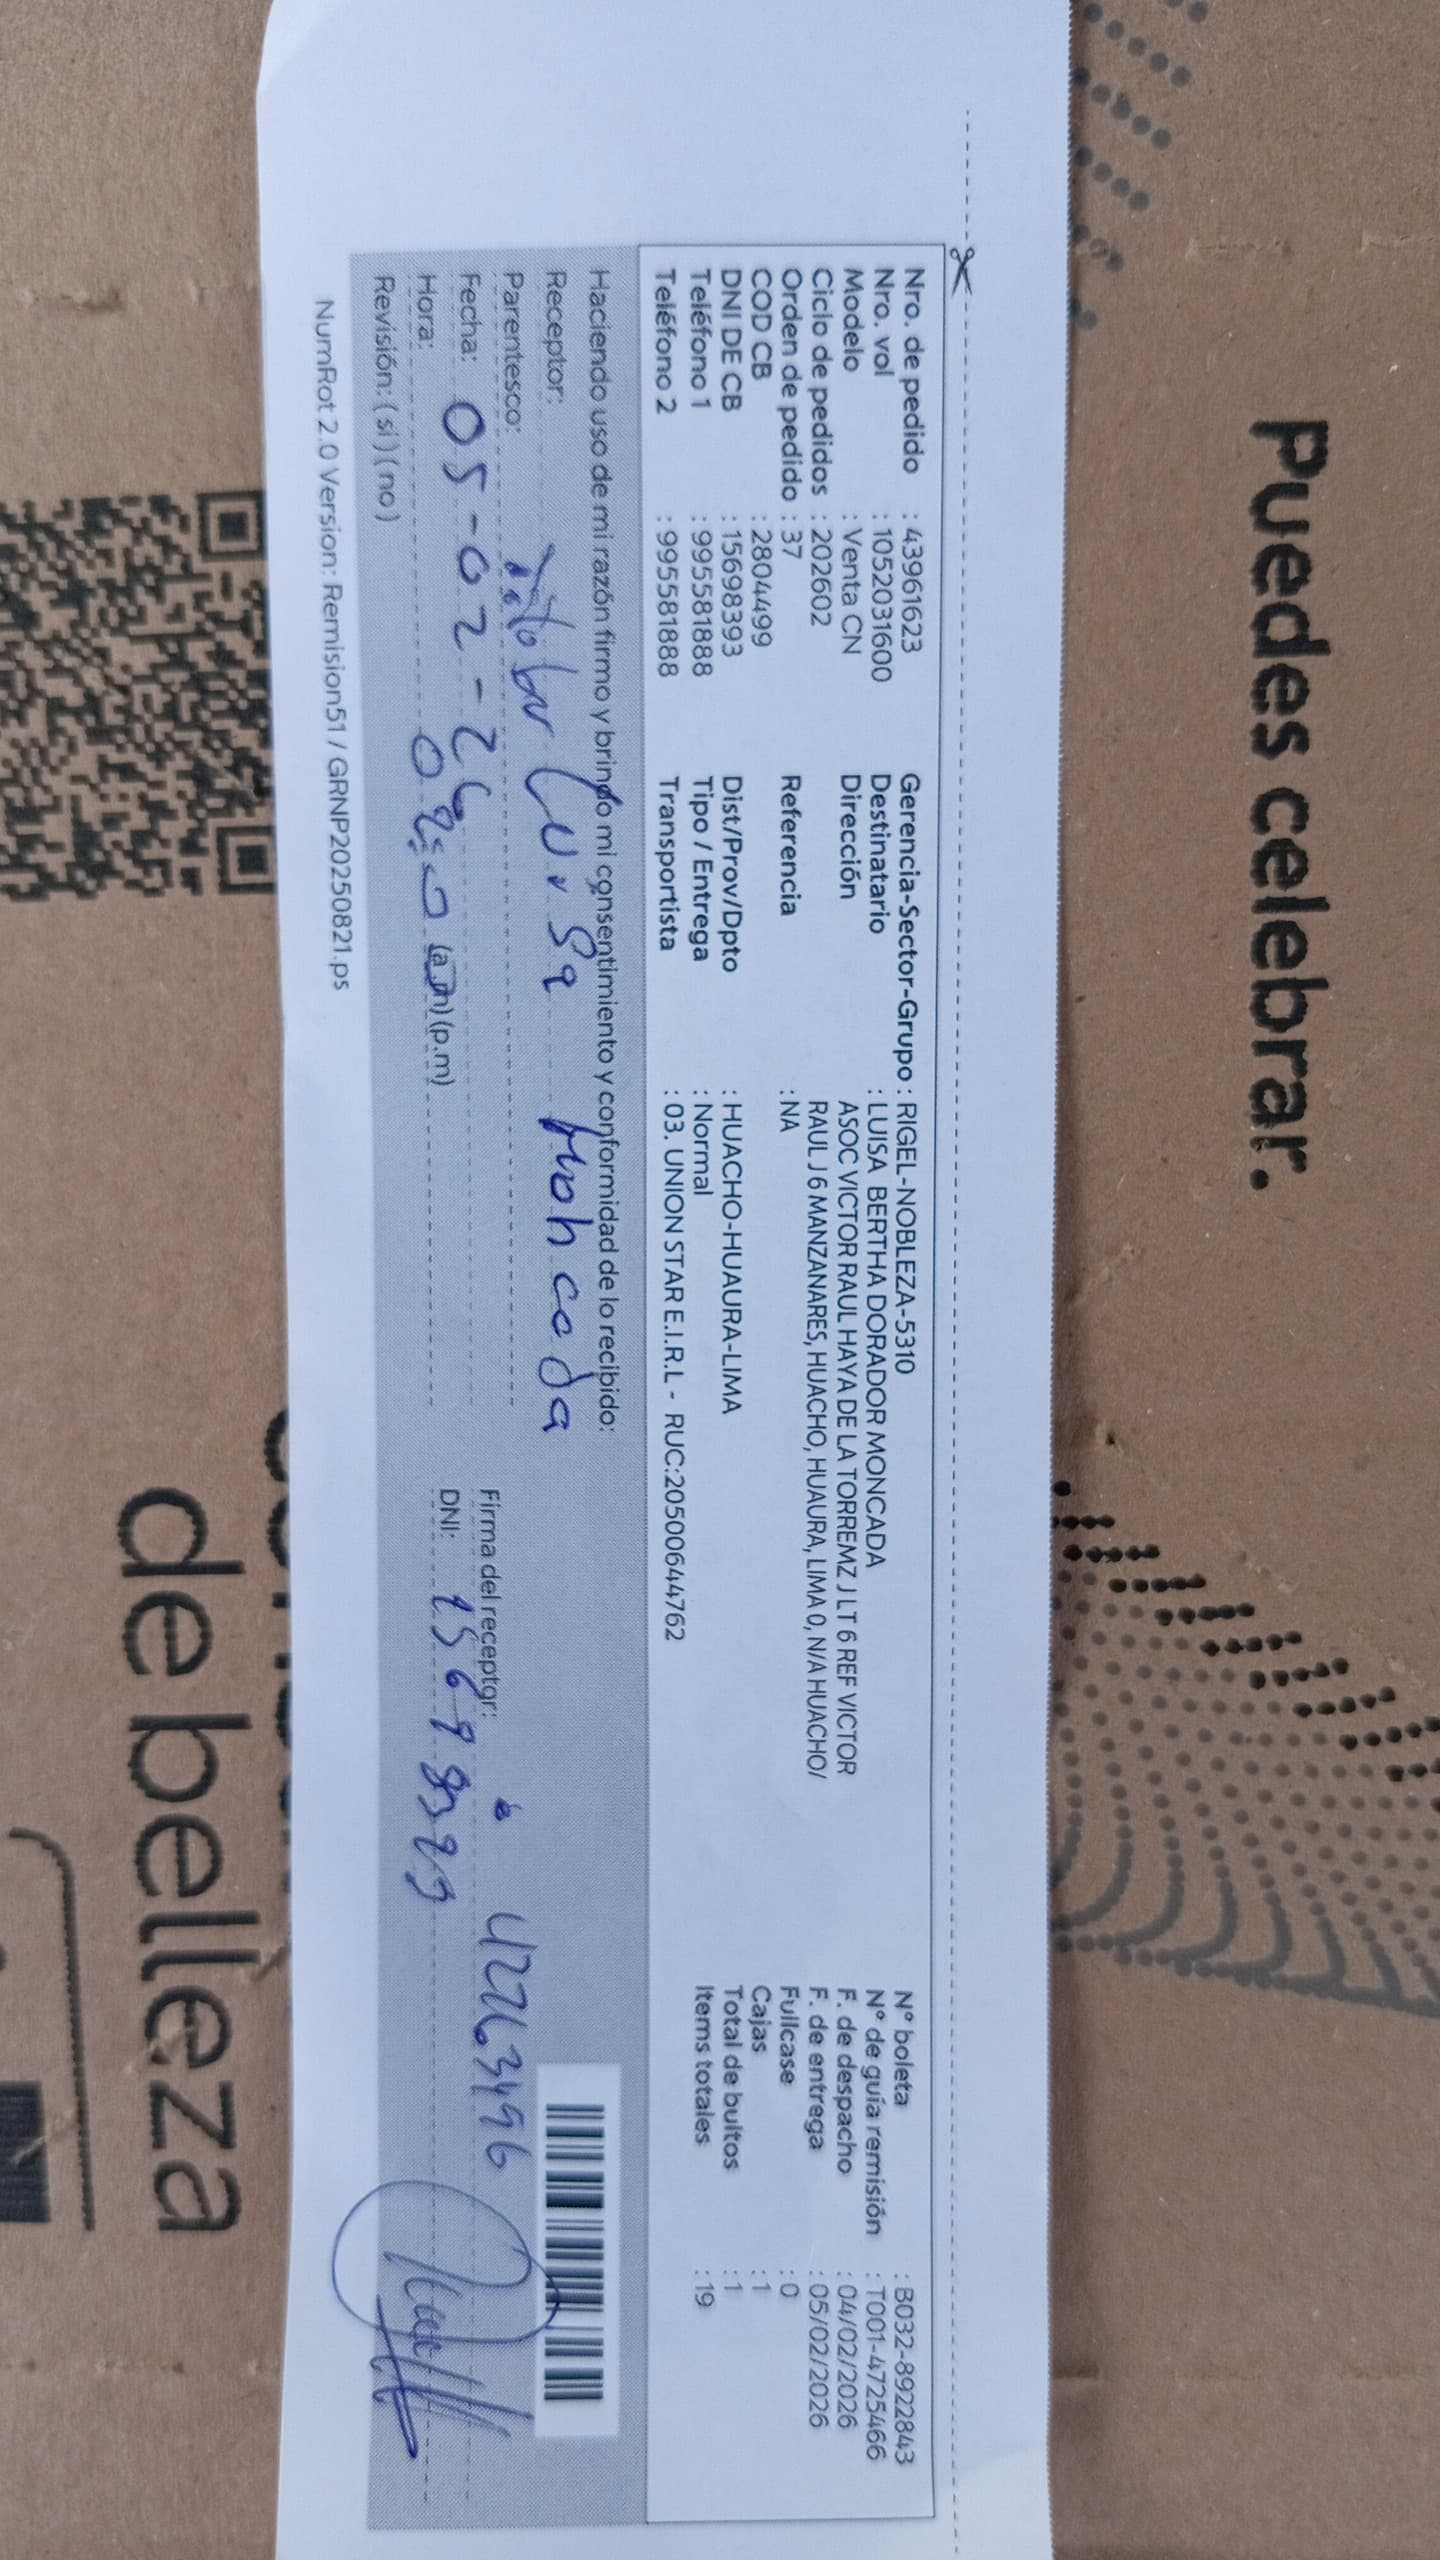 Puedes celebrar.
Nro. de pedido : 43961623
Nro. vol : 1052031600
Modelo : Venta CN
Ciclo de pedidos : 202602
Orden de pedido : 37
COD CB : 2804499
DNI DE CB : 15698393
Teléfono 1 : 995581888
Teléfono 2 : 995581888
Gerencia-Sector-Grupo : RIGEL-NOBLEZA-5310
Destinatario : LUISA BERTHA DORADOR MONCADA
Dirección ASOC VICTOR RAUL HAYA DE LA TORREMZ J LT 6 REF VICTOR
RAUL J 6 MANZANARES, HUACHO, HUAURA, LIMA 0, N/A HUACHO/
Referencia : NA
Dist/Prov/Dpto : HUACHO-HUAURA-LIMA
Tipo / Entrega : Normal
Transportista : 03. UNION STAR E.I.R.L - RUC:20500644762
N° boleta : B032-8922843
N° de guía remisión : T001-4725466
F. de despacho : 04/02/2026
F. de entrega : 05/02/2026
Fullcase : 0
Cajas : 1
Total de bultos : 1
Items totales : 19
Haciendo uso de mi razón firmo y brindo mi consentimiento y conformidad de lo recibido:
Receptor: Luisa Moncada
Parentesco:
Fecha: 05-02-26
Hora: (a.m) (p.m)
Revisión: (si) (no)
Firma del receptor: 42263496
DNI: 15698393
NumRot 2.0 Version: Remision51 / GRNP20250821.ps
de belleza